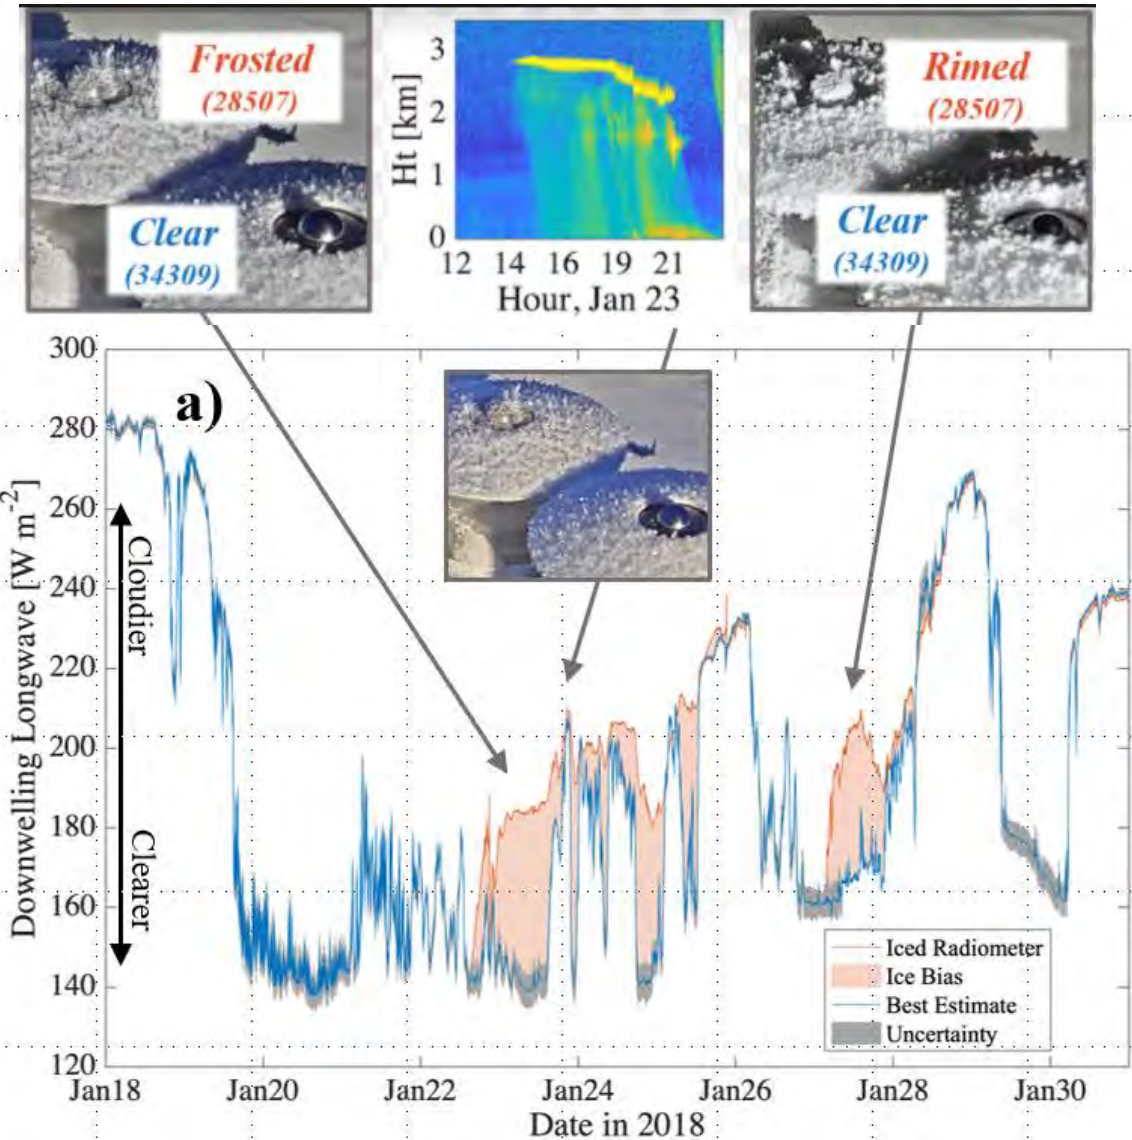 Frosted
(28507)
Clear
(34309)
Ht [km]
3
2
1
0
12 14 16 19 21
Hour, Jan 23
Rimed
(28507)
Clear
(34309)
a)
Downwelling Longwave [W m-2]
300
280
260
240
220
200
180
160
140
120
Cloudier
Clearer
Iced Radiometer
Ice Bias
Best Estimate
Uncertainty
Jan18 Jan20 Jan22 Jan24 Jan26 Jan28 Jan30
Date in 2018